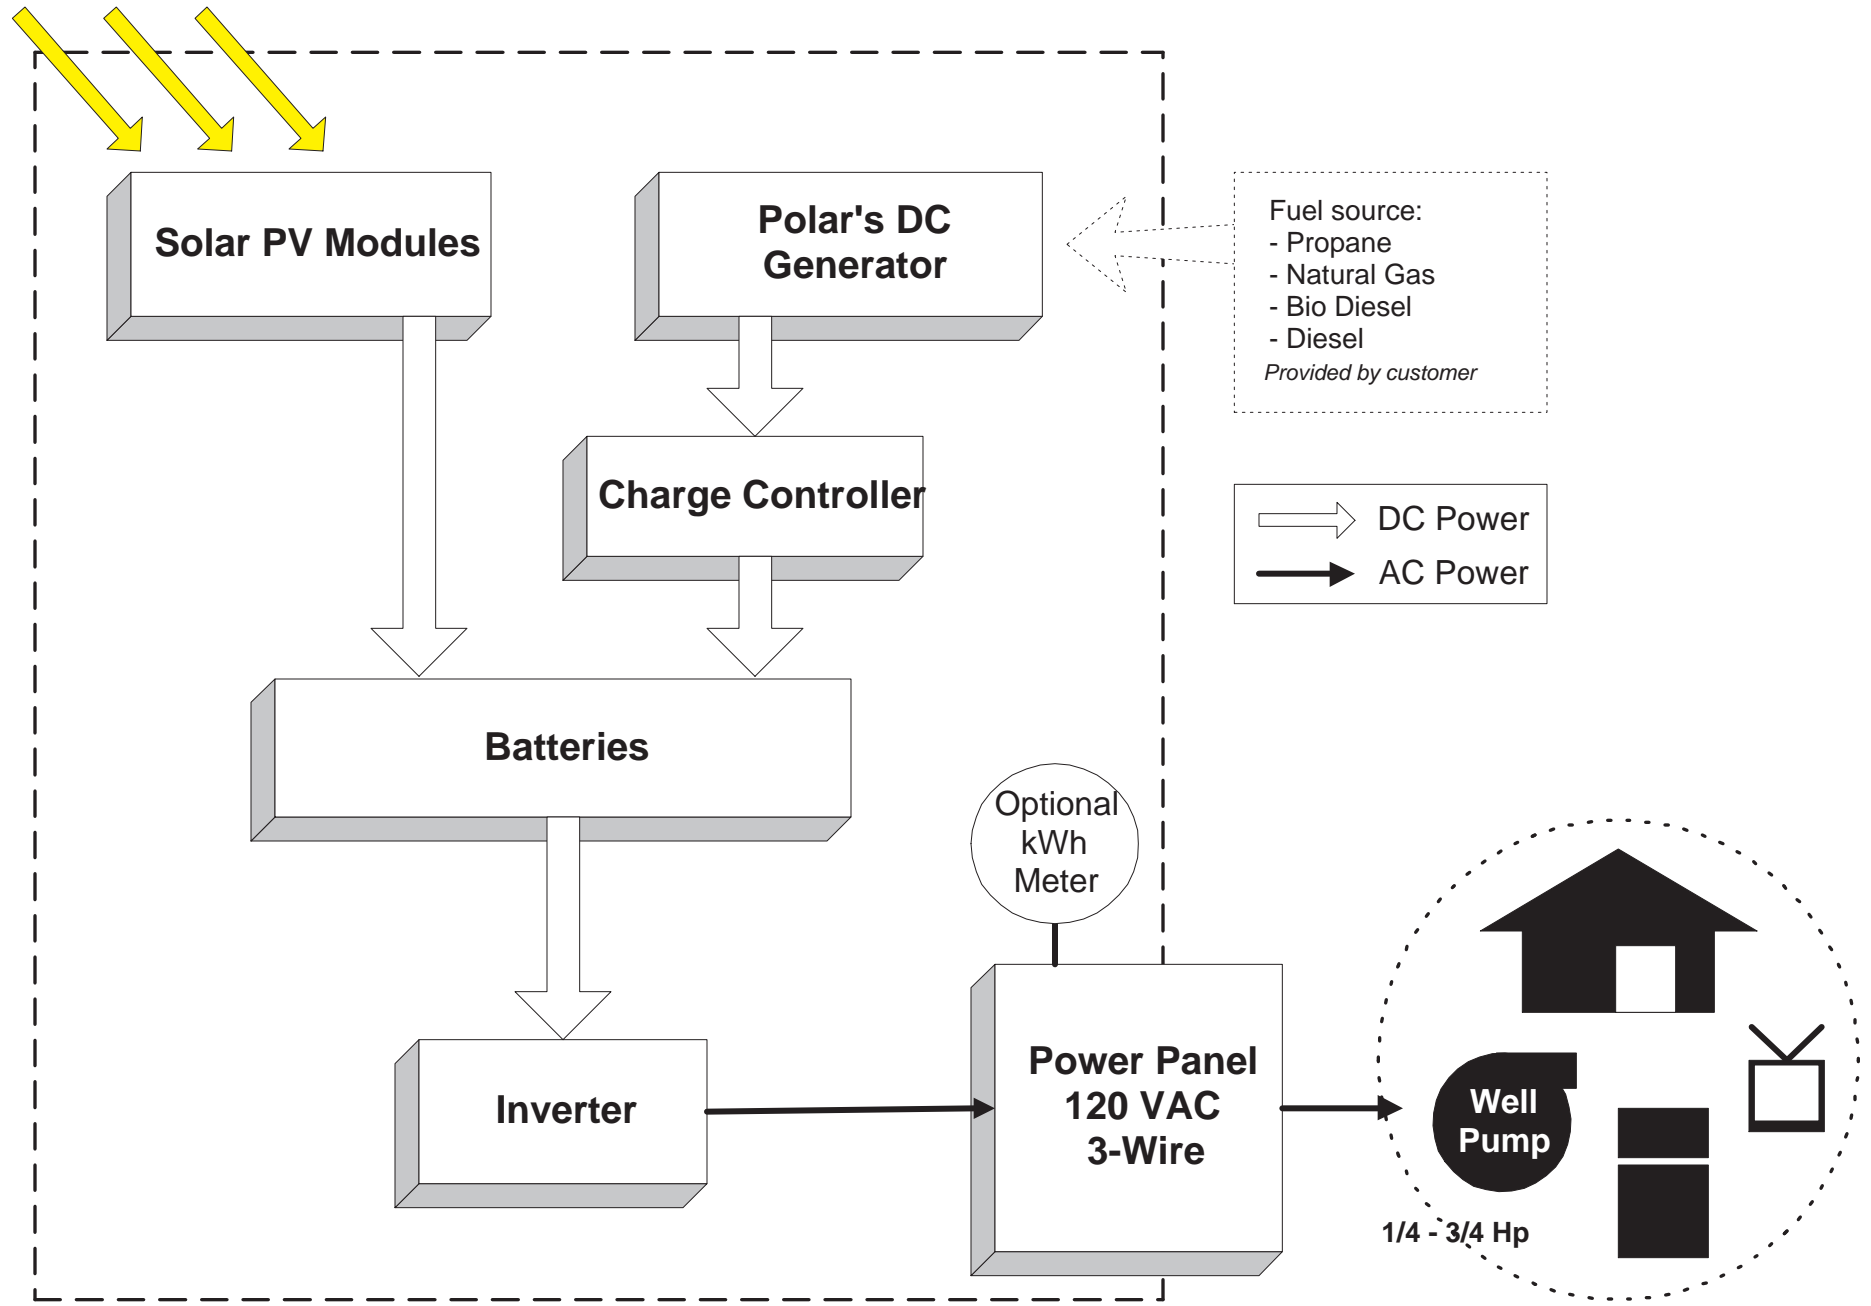 Solar PV Modules
Polar's DC
Generator
Fuel source:
- Propane
- Natural Gas
- Bio Diesel
- Diesel
Provided by customer
Charge Controller
DC Power
AC Power
Batteries
Optional
kWh
Meter
Inverter
Power Panel
120 VAC
3-Wire
Well
Pump
1/4 - 3/4 Hp